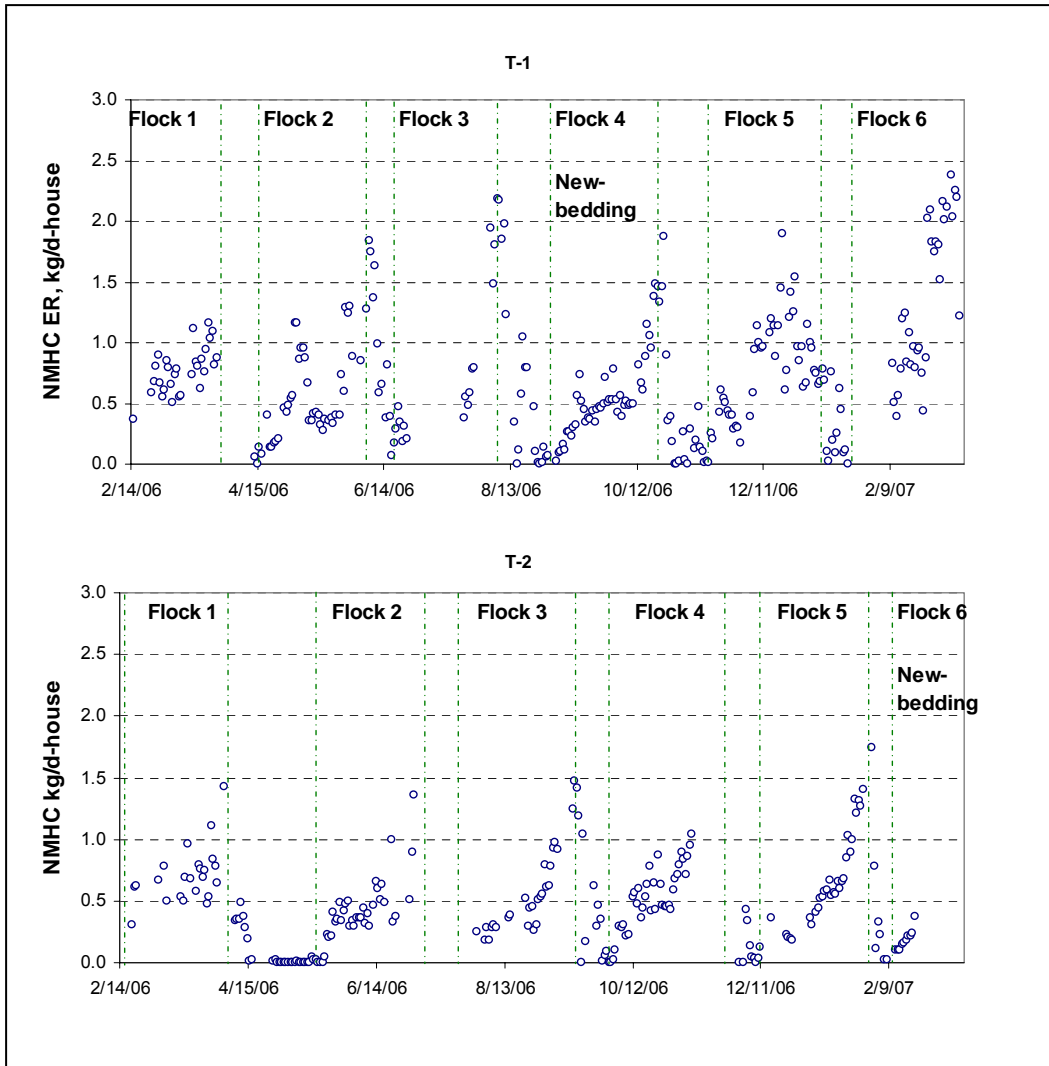 T-1
NMHC ER, kg/d-house
3.0
2.5
2.0
1.5
1.0
0.5
0.0
Flock 1
Flock 2
Flock 3
Flock 4
Flock 5
Flock 6
New-
bedding
2/14/06
4/15/06
6/14/06
8/13/06
10/12/06
12/11/06
2/9/07
T-2
NMHC kg/d-house
3.0
2.5
2.0
1.5
1.0
0.5
0.0
Flock 1
Flock 2
Flock 3
Flock 4
Flock 5
Flock 6
New-
bedding
2/14/06
4/15/06
6/14/06
8/13/06
10/12/06
12/11/06
2/9/07